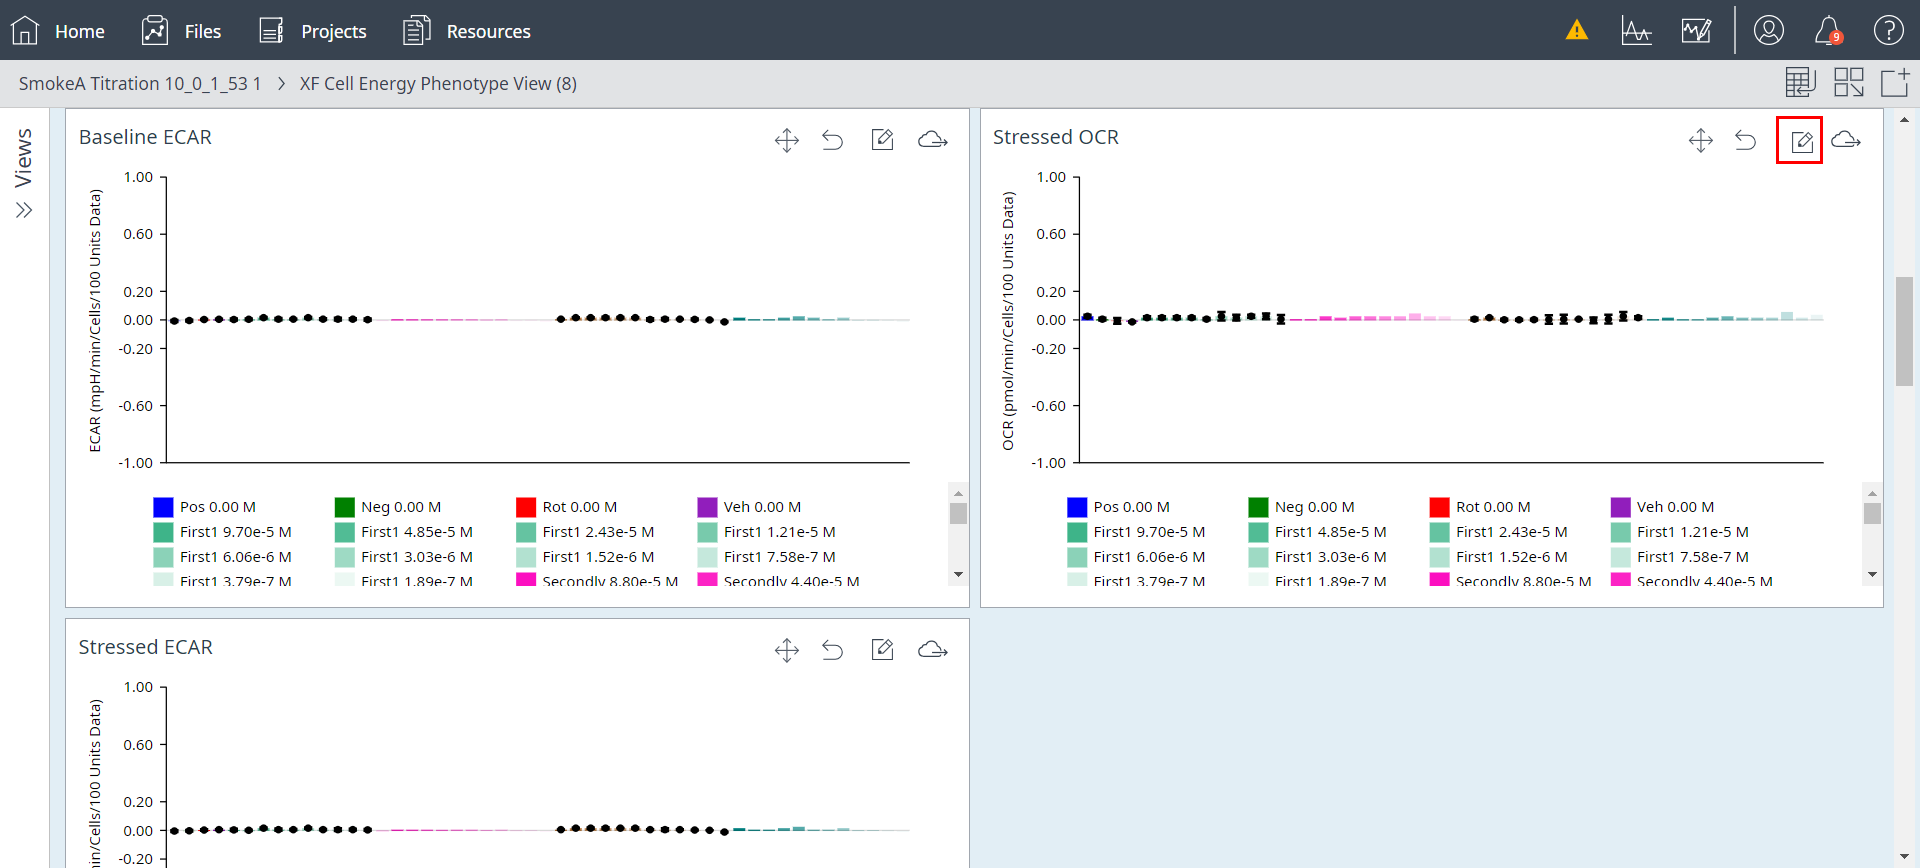 Home Files Projects Resources
9
SmokeA Titration 10_0_1_53 1 > XF Cell Energy Phenotype View (8)
Views
Baseline ECAR
1.00
0.60
0.20
0.00
-0.20
-0.60
-1.00
ECAR (mpH/min/Cells/100 Units Data)
Pos 0.00 M Neg 0.00 M Rot 0.00 M Veh 0.00 M
First1 9.70e-5 M First1 4.85e-5 M First1 2.43e-5 M First1 1.21e-5 M
First1 6.06e-6 M First1 3.03e-6 M First1 1.52e-6 M First1 7.58e-7 M
First1 3.79e-7 M First1 1.89e-7 M Secondly 8.80e-5 M Secondly 4.40e-5 M
Stressed OCR
1.00
0.60
0.20
0.00
-0.20
-0.60
-1.00
OCR (pmol/min/Cells/100 Units Data)
Pos 0.00 M Neg 0.00 M Rot 0.00 M Veh 0.00 M
First1 9.70e-5 M First1 4.85e-5 M First1 2.43e-5 M First1 1.21e-5 M
First1 6.06e-6 M First1 3.03e-6 M First1 1.52e-6 M First1 7.58e-7 M
First1 3.79e-7 M First1 1.89e-7 M Secondly 8.80e-5 M Secondly 4.40e-5 M
Stressed ECAR
1.00
0.60
0.20
0.00
-0.20
in/Cells/100 Units Data)